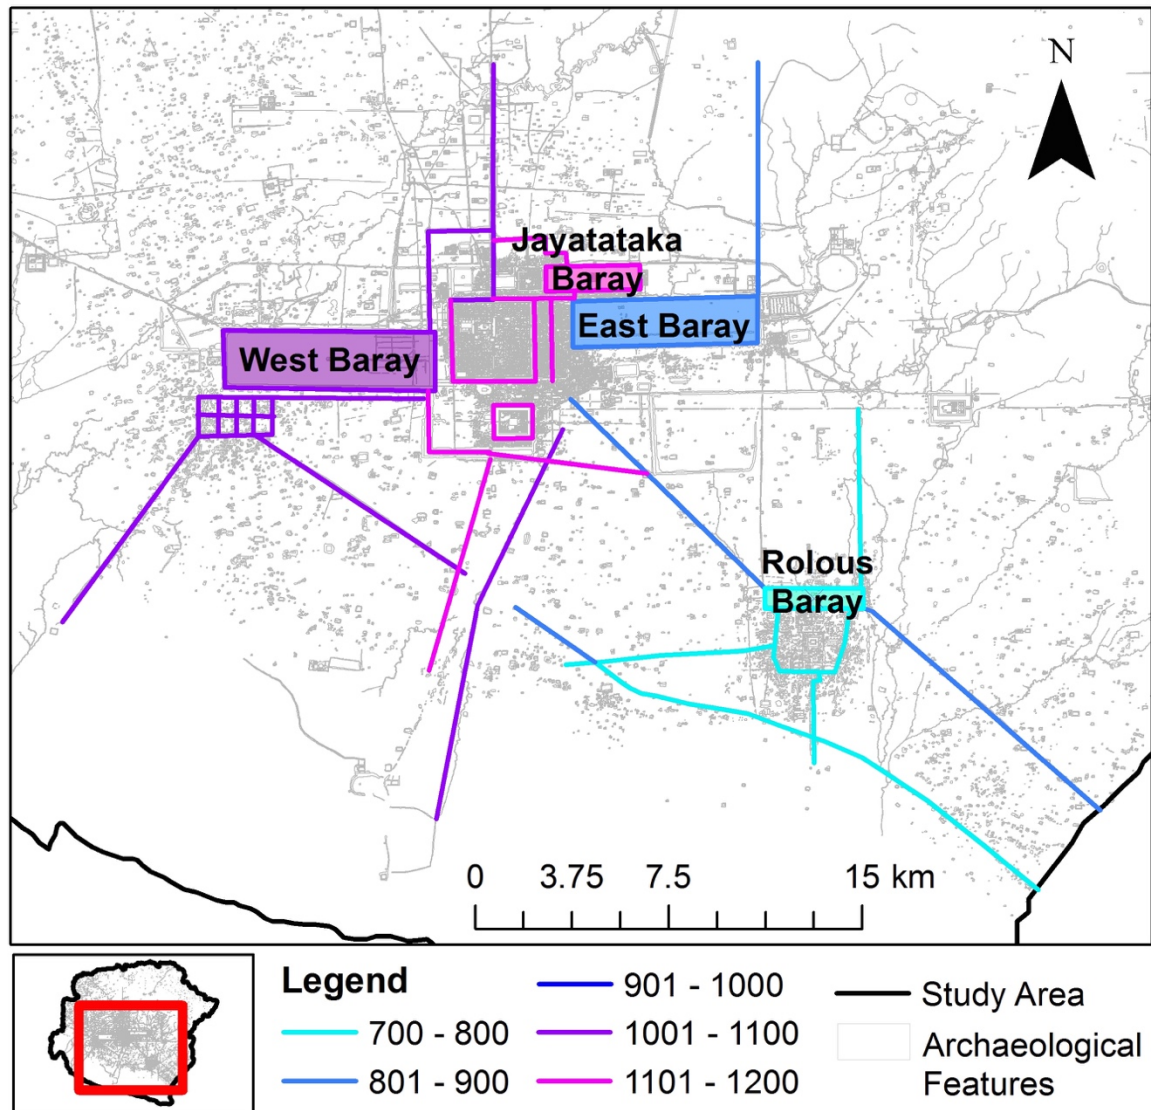 N
Jayatataka
Baray
East Baray
West Baray
Rolous
Baray
0 3.75 7.5 15 km
Legend
700 - 800
801 - 900
901 - 1000
1001 - 1100
1101 - 1200
Study Area
Archaeological
Features